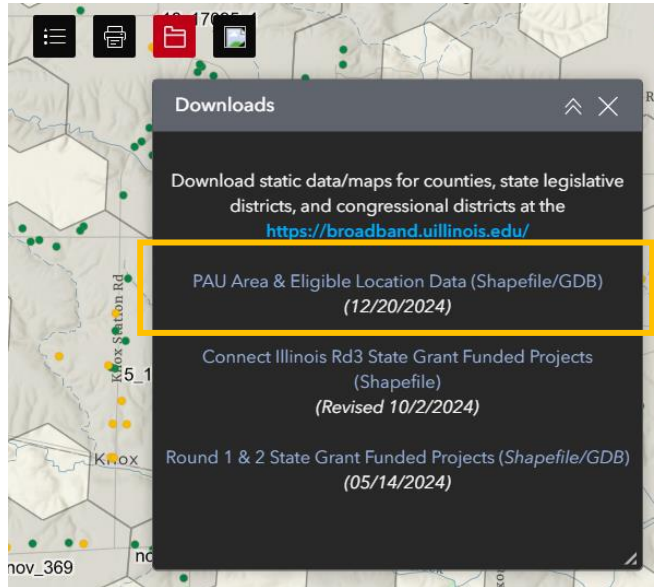 Downloads
Download static data/maps for counties, state legislative
districts, and congressional districts at the
https://broadband.uillinois.edu/
PAU Area & Eligible Location Data (Shapefile/GDB)
(12/20/2024)
Connect Illinois Rd3 State Grant Funded Projects
(Shapefile)
(Revised 10/2/2024)
Round 1 & 2 State Grant Funded Projects (Shapefile/GDB)
(05/14/2024)
Knox Station Rd
5_1
Knox
nov_369